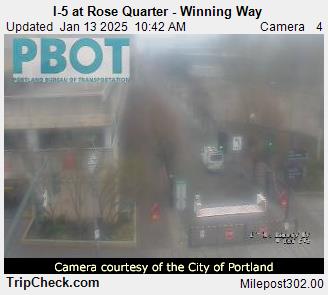 I-5 at Rose Quarter - Winning Way
Updated Jan 13 2025 10:42 AM Camera 4
PBOT
PORTLAND BUREAU OF TRANSPORTATION
Camera courtesy of the City of Portland
TripCheck.com Milepost302.00